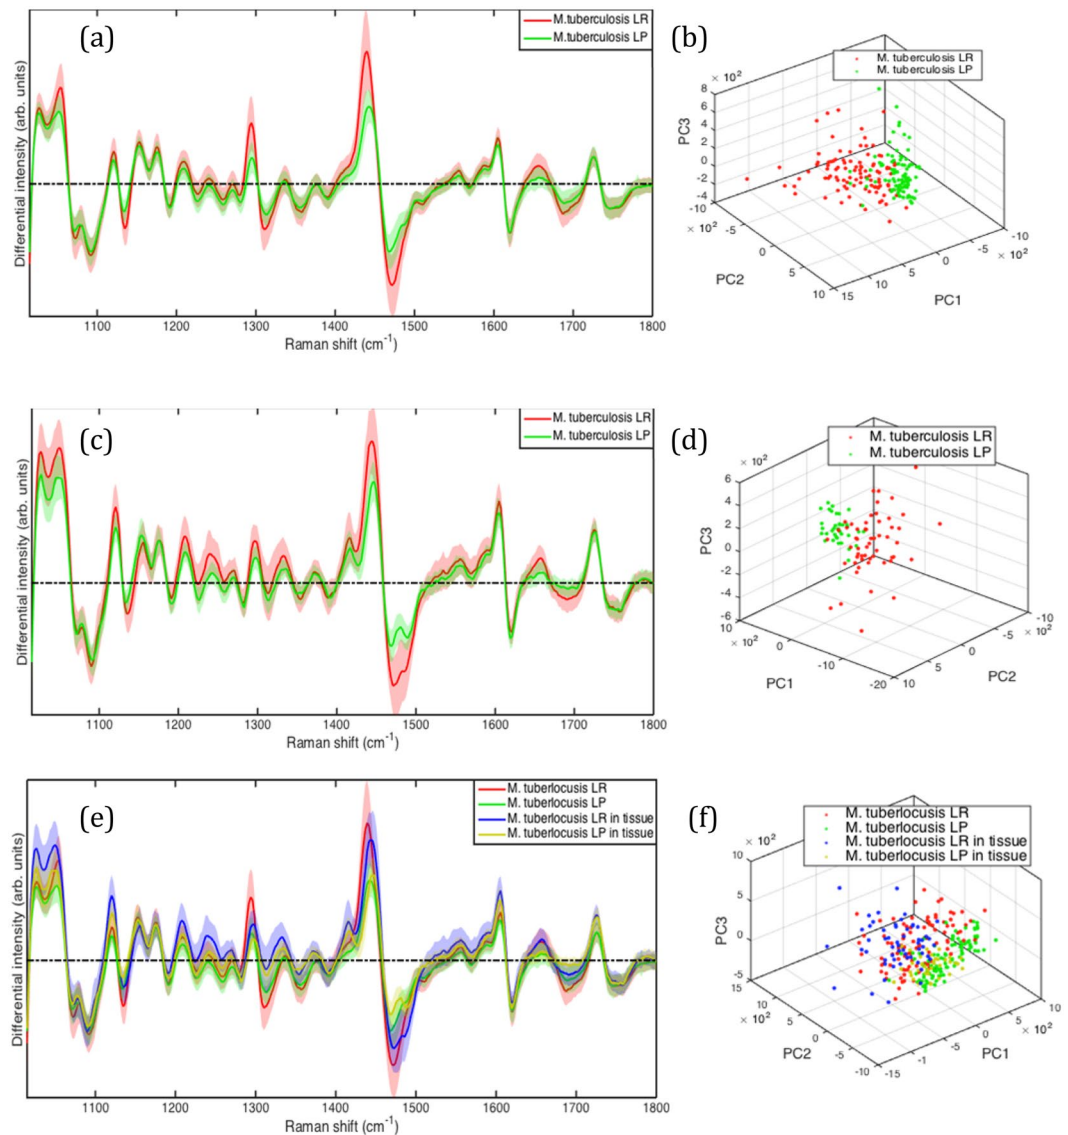 (a)
M.tuberculosis LR
M.tuberculosis LP
Differential intensity (arb. units)
1100 1200 1300 1400 1500 1600 1700 1800
Raman shift (cm-1)
(b)
M. tuberculosis LR
M. tuberculosis LP
× 10²
8
6
4
2
0
-2
-4
PC3
-10
× 10²
-5
0
5
10
PC2
15
10
5
0
-5
× 10²
-10
PC1
(c)
M. tuberculosis LR
M. tuberculosis LP
Differential intensity (arb. units)
1100 1200 1300 1400 1500 1600 1700 1800
Raman shift (cm-1)
(d)
M. tuberculosis LR
M. tuberculosis LP
× 10²
6
4
2
0
-2
-4
-6
PC3
10
0
-10
-20
PC1
10
5
0
-5
× 10²
-10
PC2
(e)
M. tuberlocusis LR
M. tuberlocusis LP
M. tuberlocusis LR in tissue
M. tuberlocusis LP in tissue
Differential intensity (arb. units)
1100 1200 1300 1400 1500 1600 1700 1800
Raman shift (cm-1)
(f)
M. tuberlocusis LR
M. tuberlocusis LP
M. tuberlocusis LR in tissue
M. tuberlocusis LP in tissue
× 10²
10
5
0
-5
PC3
15
10
× 10²
5
0
-5
-10
PC2
-15
-1
-5
0
5
× 10²
10
PC1